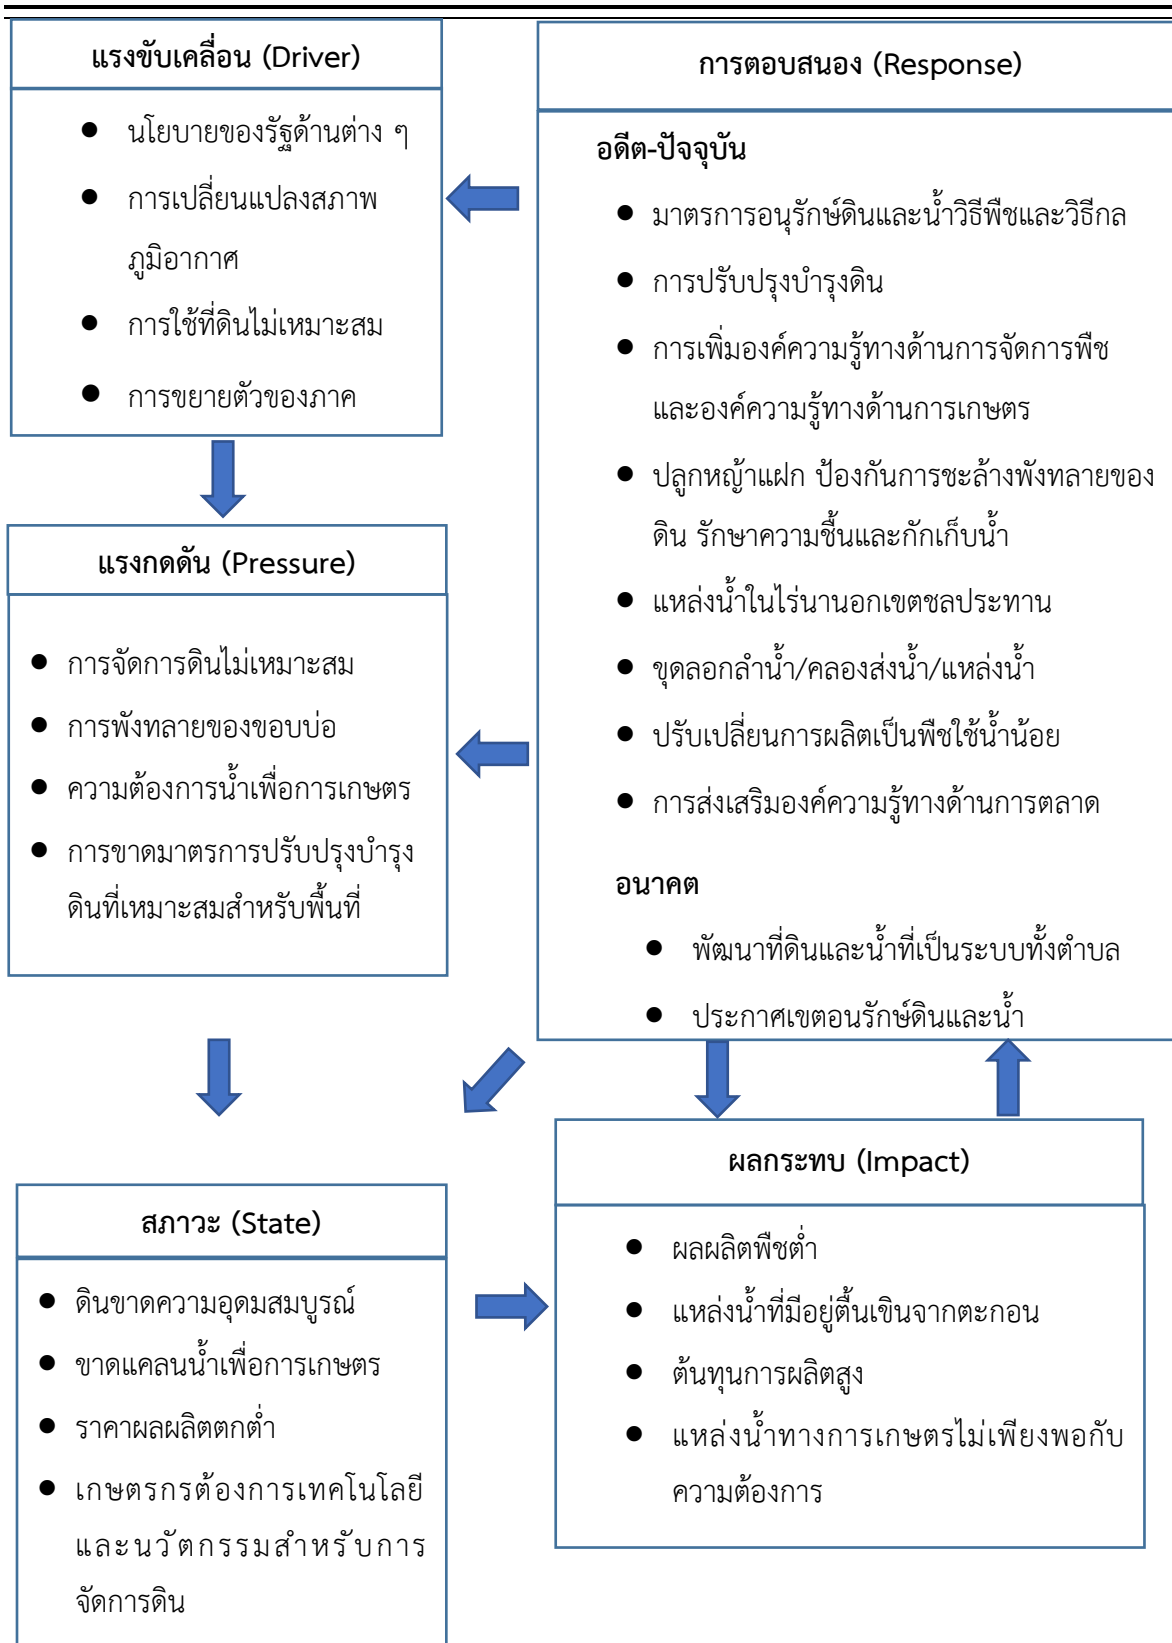 แรงขับเคลื่อน (Driver)
● นโยบายของรัฐด้านต่าง ๆ
● การเปลี่ยนแปลงสภาพ
ภูมิอากาศ
● การใช้ที่ดินไม่เหมาะสม
● การขยายตัวของภาค
แรงกดดัน (Pressure)
● การจัดการดินไม่เหมาะสม
● การพังทลายของขอบบ่อ
● ความต้องการน้ำเพื่อการเกษตร
● การขาดมาตรการปรับปรุงบำรุง
ดินที่เหมาะสมสำหรับพื้นที่
การตอบสนอง (Response)
อดีต-ปัจจุบัน
● มาตรการอนุรักษ์ดินและน้ำวิธีพืชและวิธีกล
● การปรับปรุงบำรุงดิน
● การเพิ่มองค์ความรู้ทางด้านการจัดการพืช
และองค์ความรู้ทางด้านการเกษตร
● ปลูกหญ้าแฝก ป้องกันการชะล้างพังทลายของ
ดิน รักษาความชื้นและกักเก็บน้ำ
● แหล่งน้ำในไร่นานอกเขตชลประทาน
● ขุดลอกลำน้ำ/คลองส่งน้ำ/แหล่งน้ำ
● ปรับเปลี่ยนการผลิตเป็นพืชใช้น้ำน้อย
● การส่งเสริมองค์ความรู้ทางด้านการตลาด
อนาคต
● พัฒนาที่ดินและน้ำที่เป็นระบบทั้งตำบล
● ประกาศเขตอนรักษ์ดินและน้ำ
สภาวะ (State)
● ดินขาดความอุดมสมบูรณ์
● ขาดแคลนน้ำเพื่อการเกษตร
● ราคาผลผลิตตกต่ำ
● เกษตรกรต้องการเทคโนโลยี
และนวัตกรรมสำหรับการ
จัดการดิน
ผลกระทบ (Impact)
● ผลผลิตพืชต่ำ
● แหล่งน้ำที่มีอยู่ตื้นเขินจากตะกอน
● ต้นทุนการผลิตสูง
● แหล่งน้ำทางการเกษตรไม่เพียงพอกับ
ความต้องการ